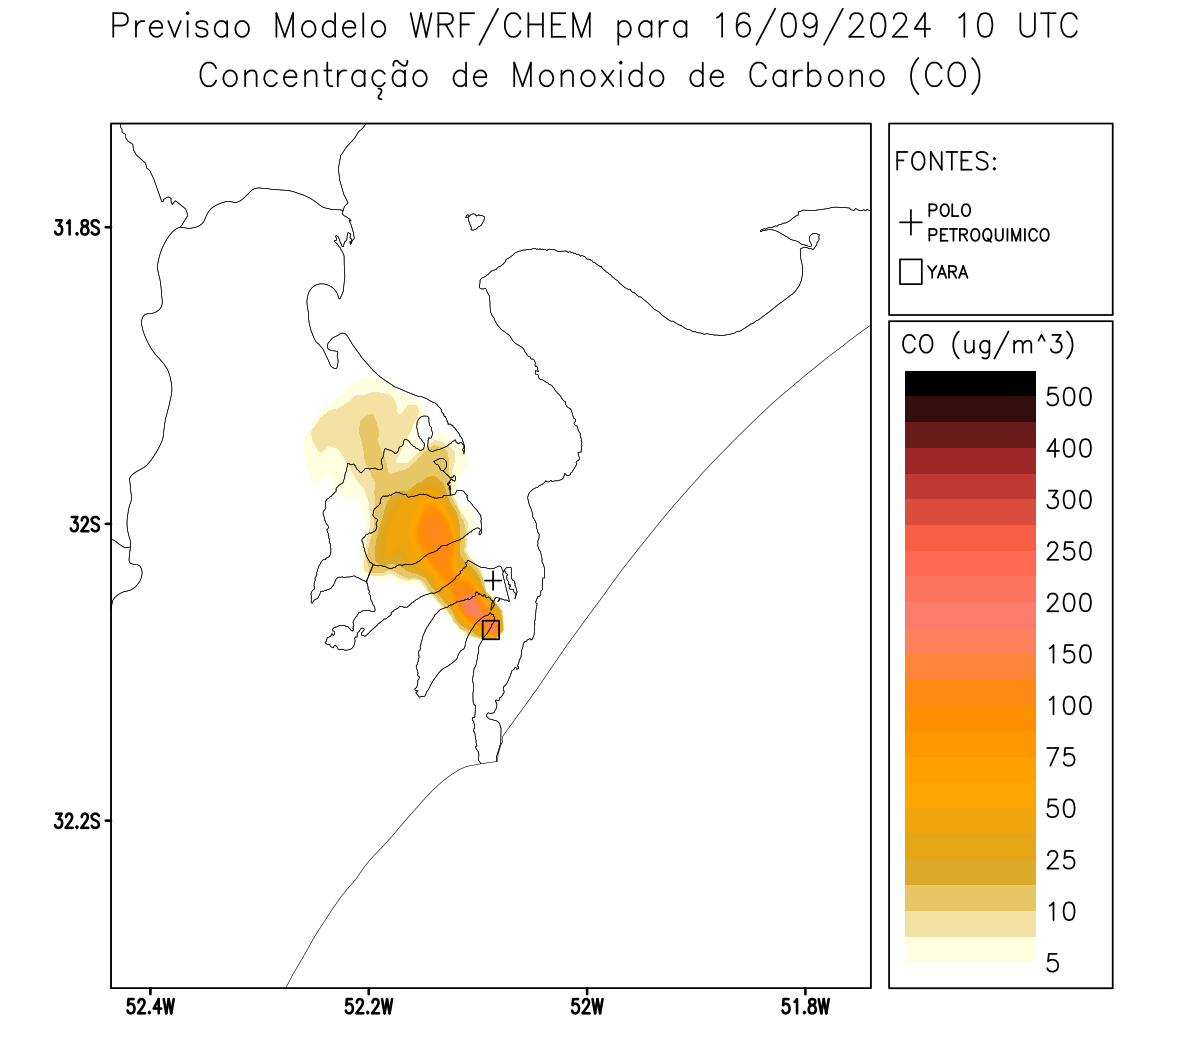 Previsao Modelo WRF/CHEM para 16/09/2024 10 UTC
Concentração de Monoxido de Carbono (CO)
FONTES:
POLO
PETROQUIMICO
YARA
CO (ug/m^3)
500
400
300
250
200
150
100
75
50
25
10
5
31.8S
32S
32.2S
52.4W
52.2W
52W
51.8W